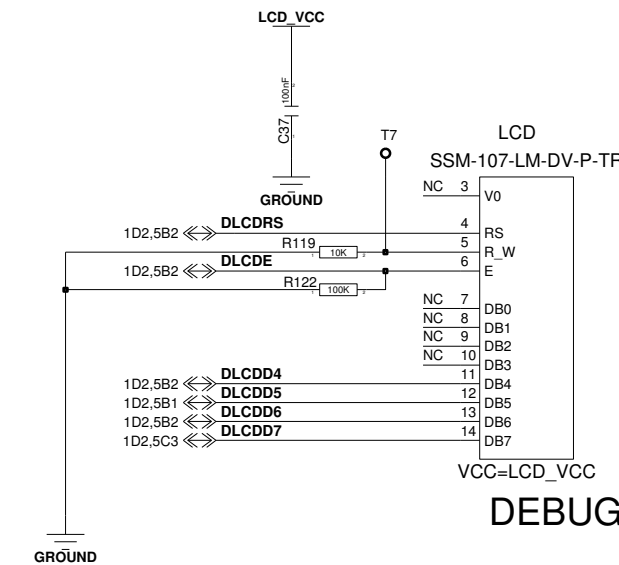 LCD_VCC
100nF
C37
GROUND
T7
LCD
SSM-107-LM-DV-P-TR
NC 3 V0
1D2,5B2 DLCDRS 4 RS
R119 10K 5 R_W
1D2,5B2 DLCDE 6 E
R122 100K
NC 7 DB0
NC 8 DB1
NC 9 DB2
NC 10 DB3
1D2,5B2 DLCDD4 11 DB4
1D2,5B1 DLCDD5 12 DB5
1D2,5B2 DLCDD6 13 DB6
1D2,5C3 DLCDD7 14 DB7
VCC=LCD_VCC
DEBUG
GROUND